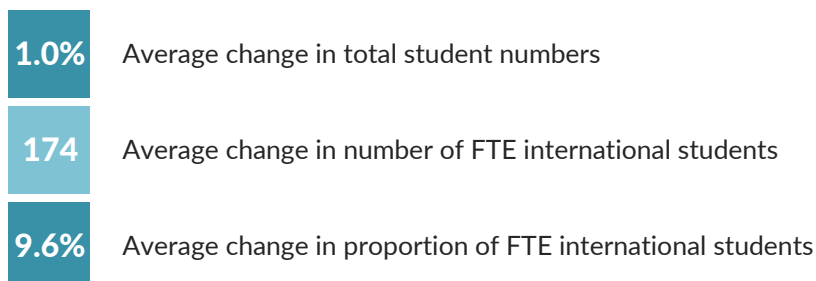 1.0% Average change in total student numbers
174 Average change in number of FTE international students
9.6% Average change in proportion of FTE international students